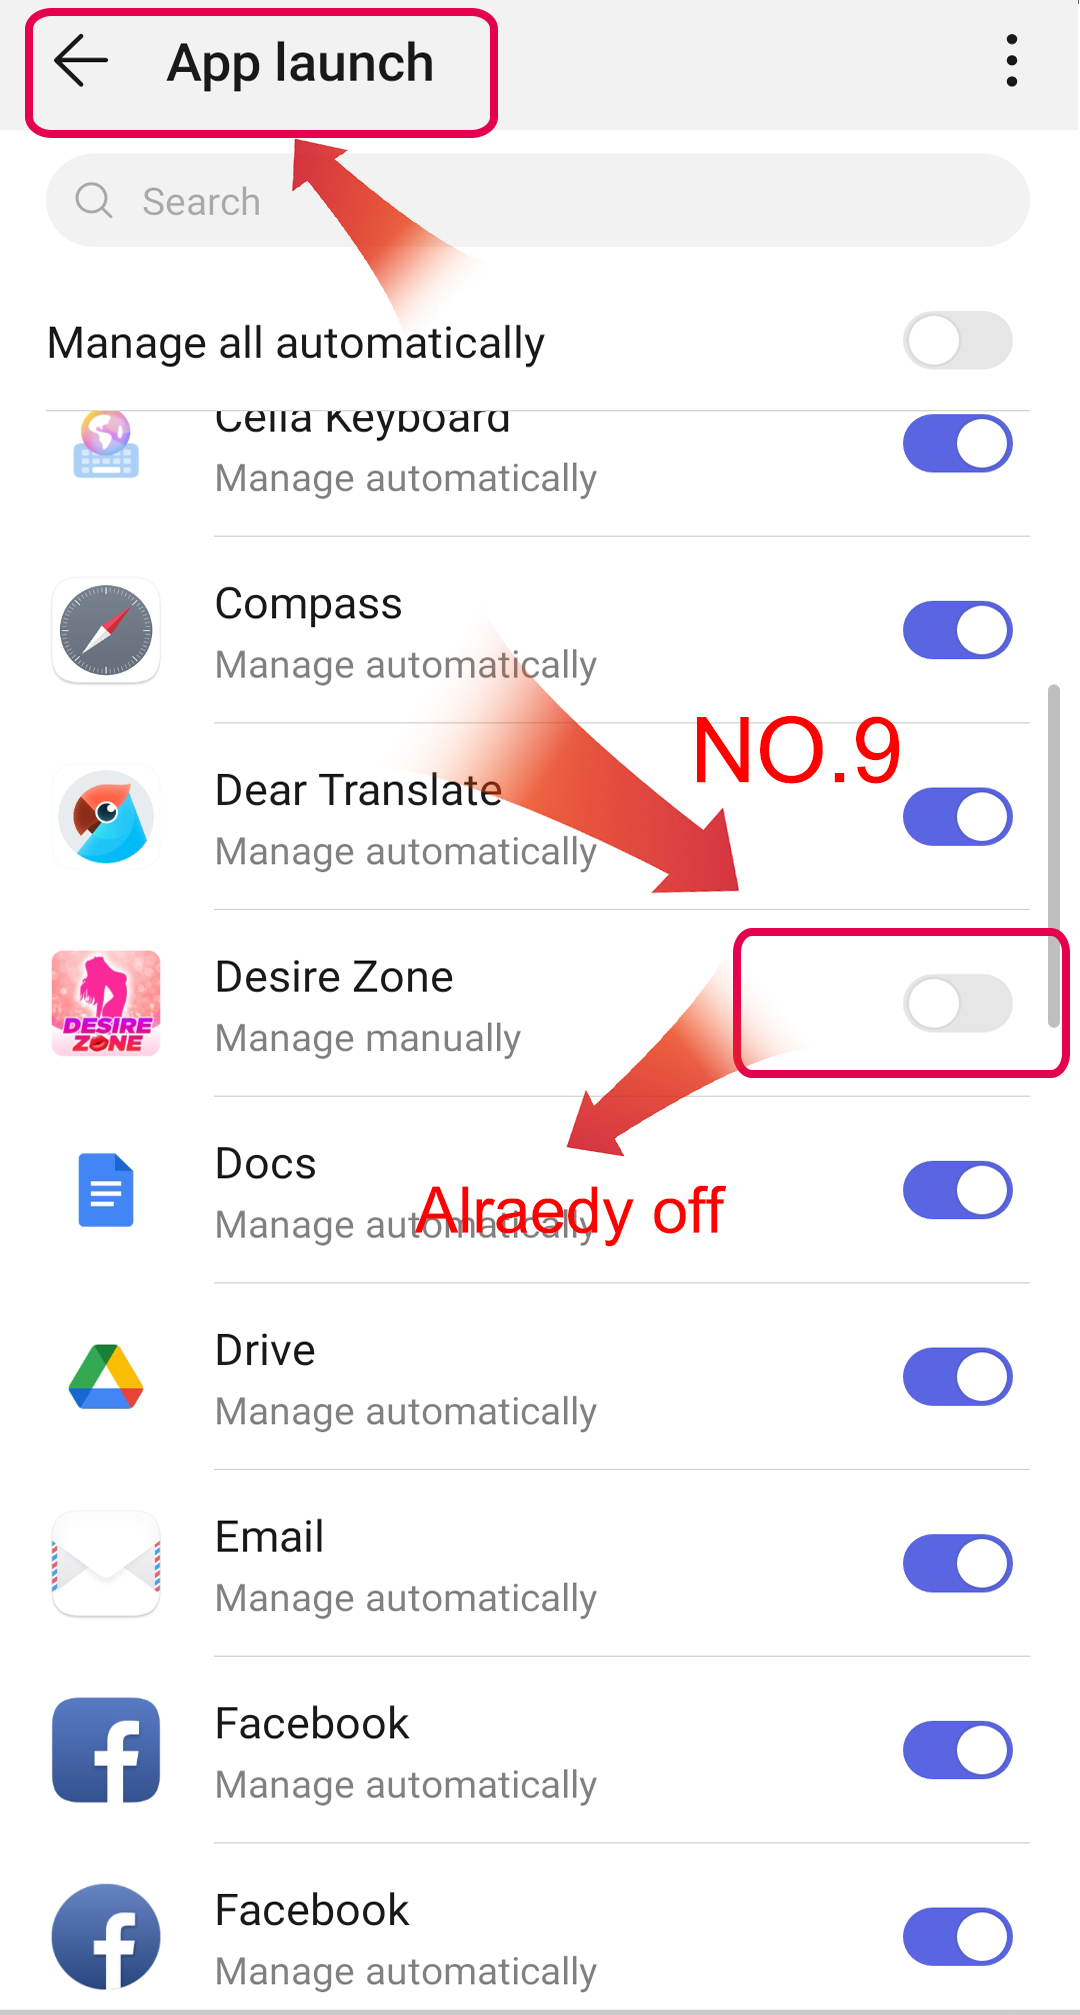 App launch
Search
Manage all automatically
Celia Keyboard
Manage automatically
Compass
Manage automatically
NO.9
Dear Translate
Manage automatically
Desire Zone
DESIRE
ZONE
Manage manually
Docs
Alraedy off
Manage automatically
Drive
Manage automatically
Email
Manage automatically
Facebook
Manage automatically
Facebook
Manage automatically